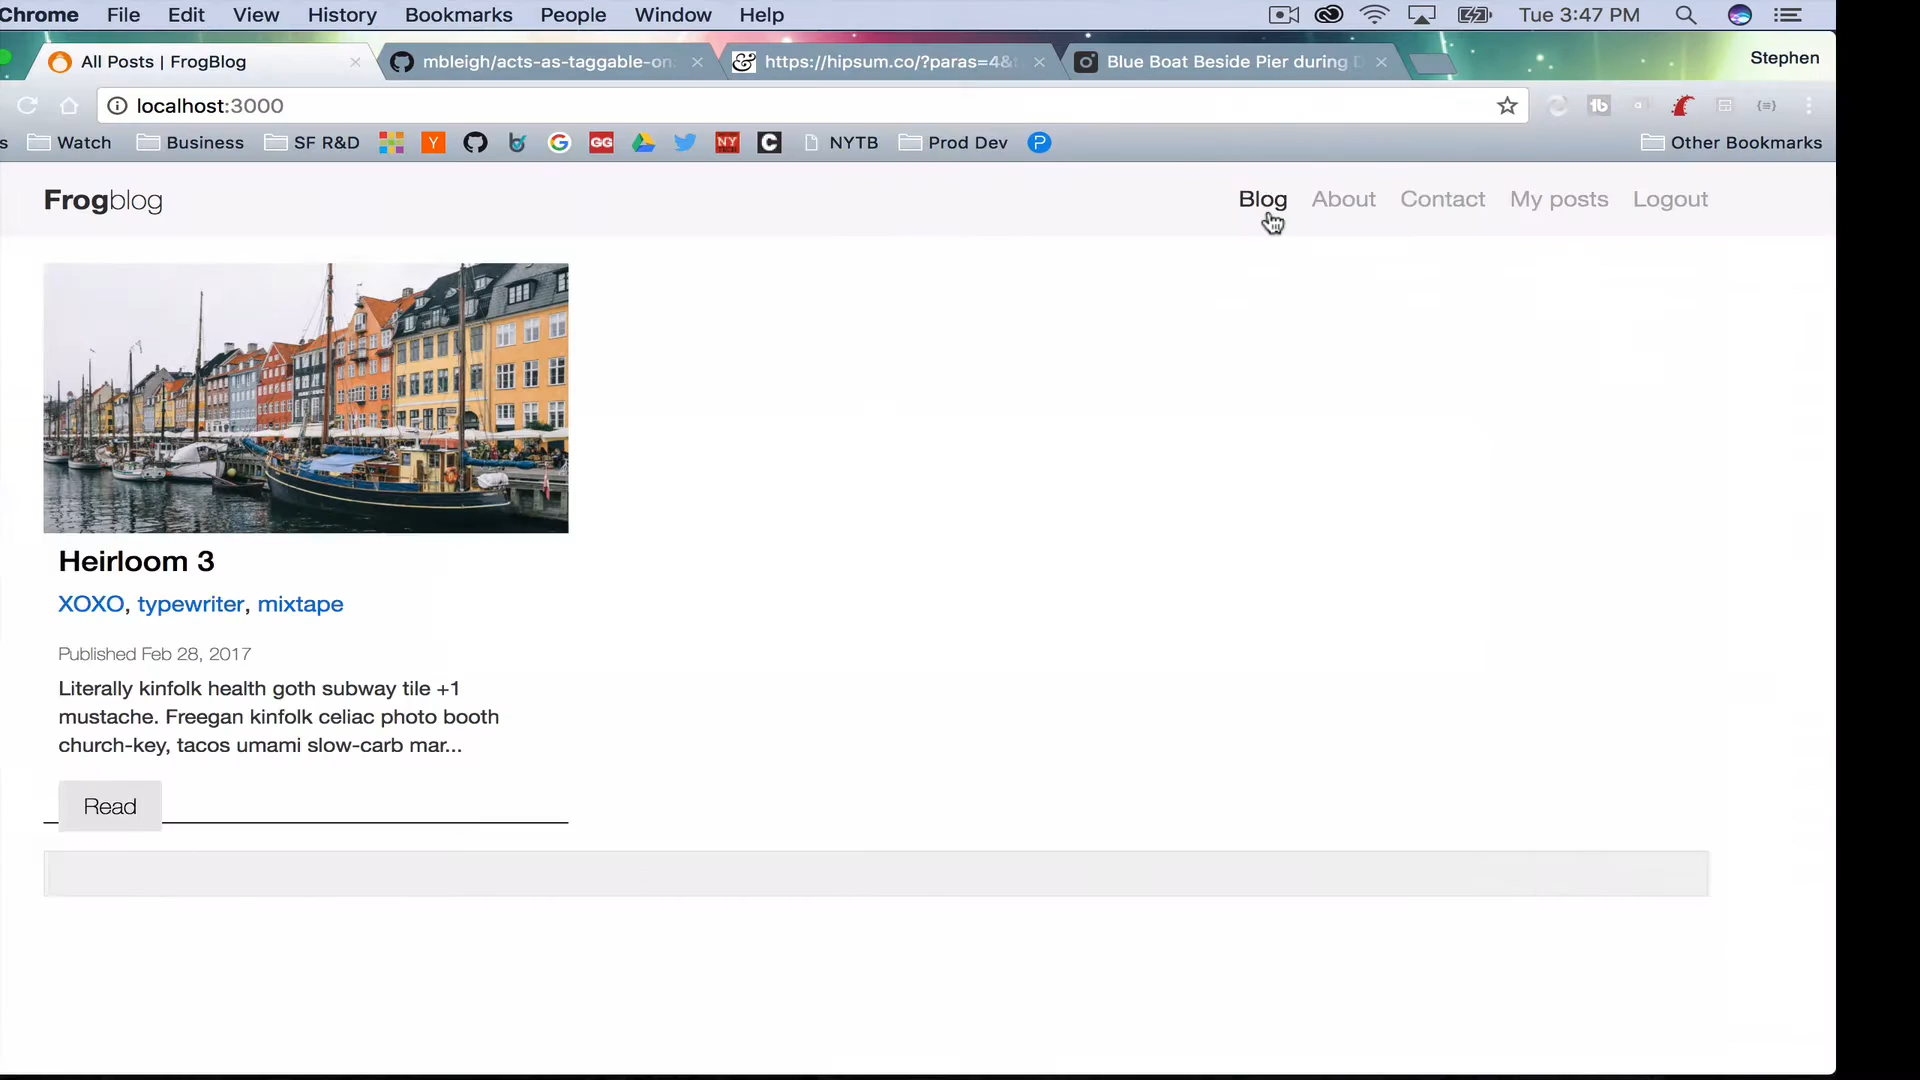 Chrome File Edit View History Bookmarks People Window Help Tue 3:47 PM
All Posts | FrogBlog mbleigh/acts-as-taggable-on https://hipsum.co/?paras=4& Blue Boat Beside Pier during D Stephen
localhost:3000
s Watch Business SF R&D Y G GG NY C NYTB Prod Dev P Other Bookmarks
Frogblog Blog About Contact My posts Logout
Heirloom 3
XOXO, typewriter, mixtape
Published Feb 28, 2017
Literally kinfolk health goth subway tile +1
mustache. Freegan kinfolk celiac photo booth
church-key, tacos umami slow-carb mar...
Read